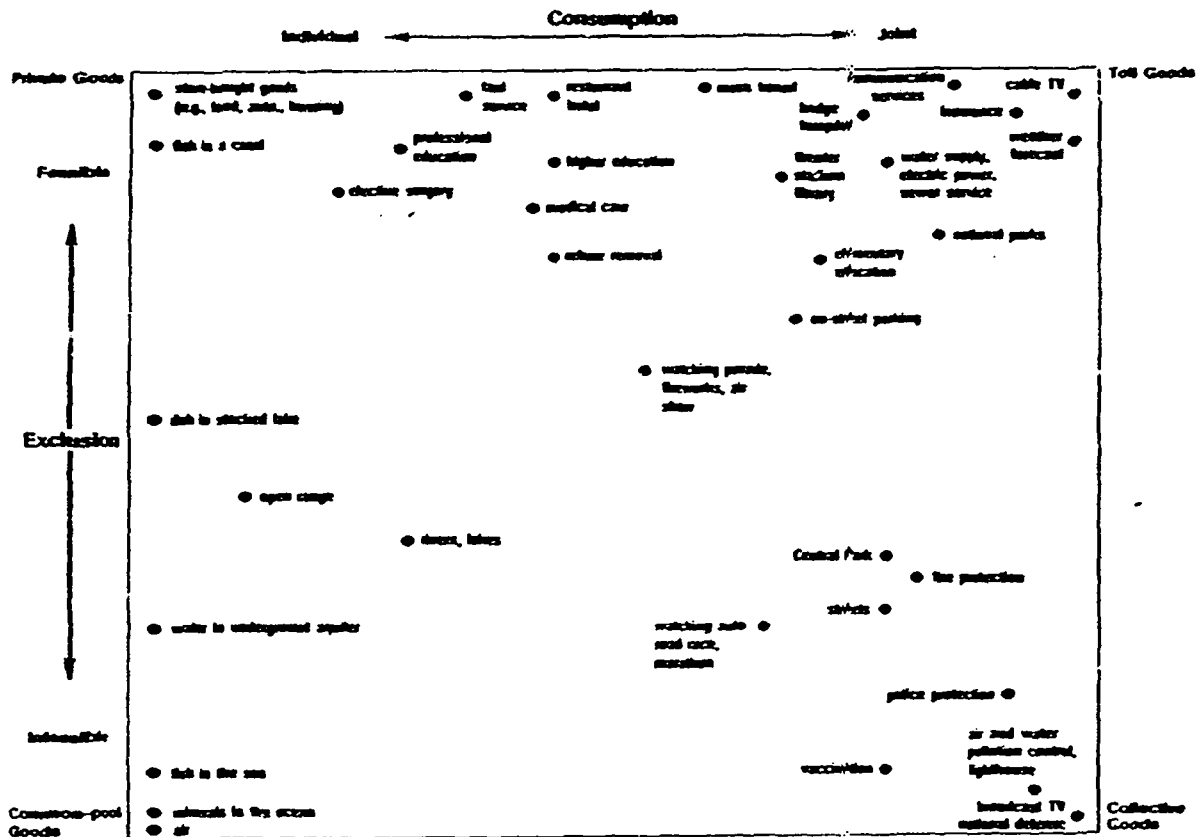 Consumption
Individual
Joint
Private Goods
Toll Goods
store-bought goods
(e.g., food, auto., housing)
taxi
service
restaurant
hotel
mass transit
communication
services
cable TV
bridge
turnpike
insurance
weather
forecast
fish in a canal
professional
education
higher education
theater
stadium
library
water supply,
electric power,
sewer service
Feasible
elective surgery
medical care
national parks
refuse removal
elementary
education
on-street parking
watching parade,
fireworks, air
show
fish in stocked lake
Exclusion
open range
rivers, lakes
Central Park
fire protection
streets
water in underground aquifer
watching auto
road race,
marathon
police protection
Infeasible
air and water
pollution control,
lighthouse
fish in the sea
vaccination
Common-pool
Goods
minerals in the ocean
air
broadcast TV
national defense
Collective
Goods